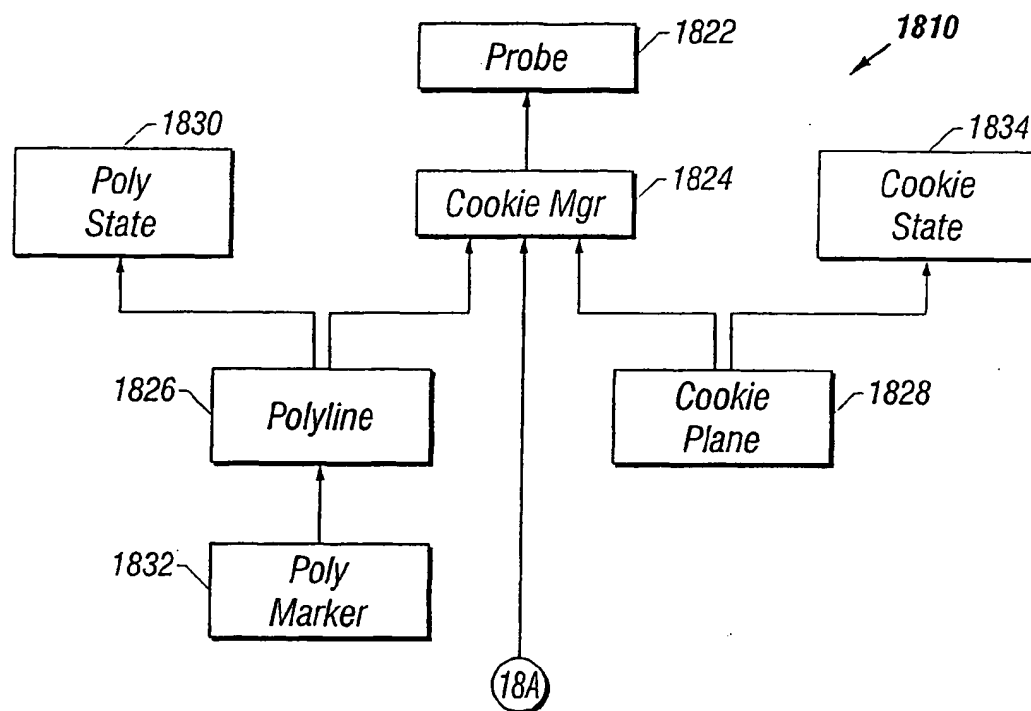 1810
1822
Probe
1830
Poly
State
1834
Cookie
State
1824
Cookie Mgr
1826
Polyline
1828
Cookie
Plane
1832
Poly
Marker
18A